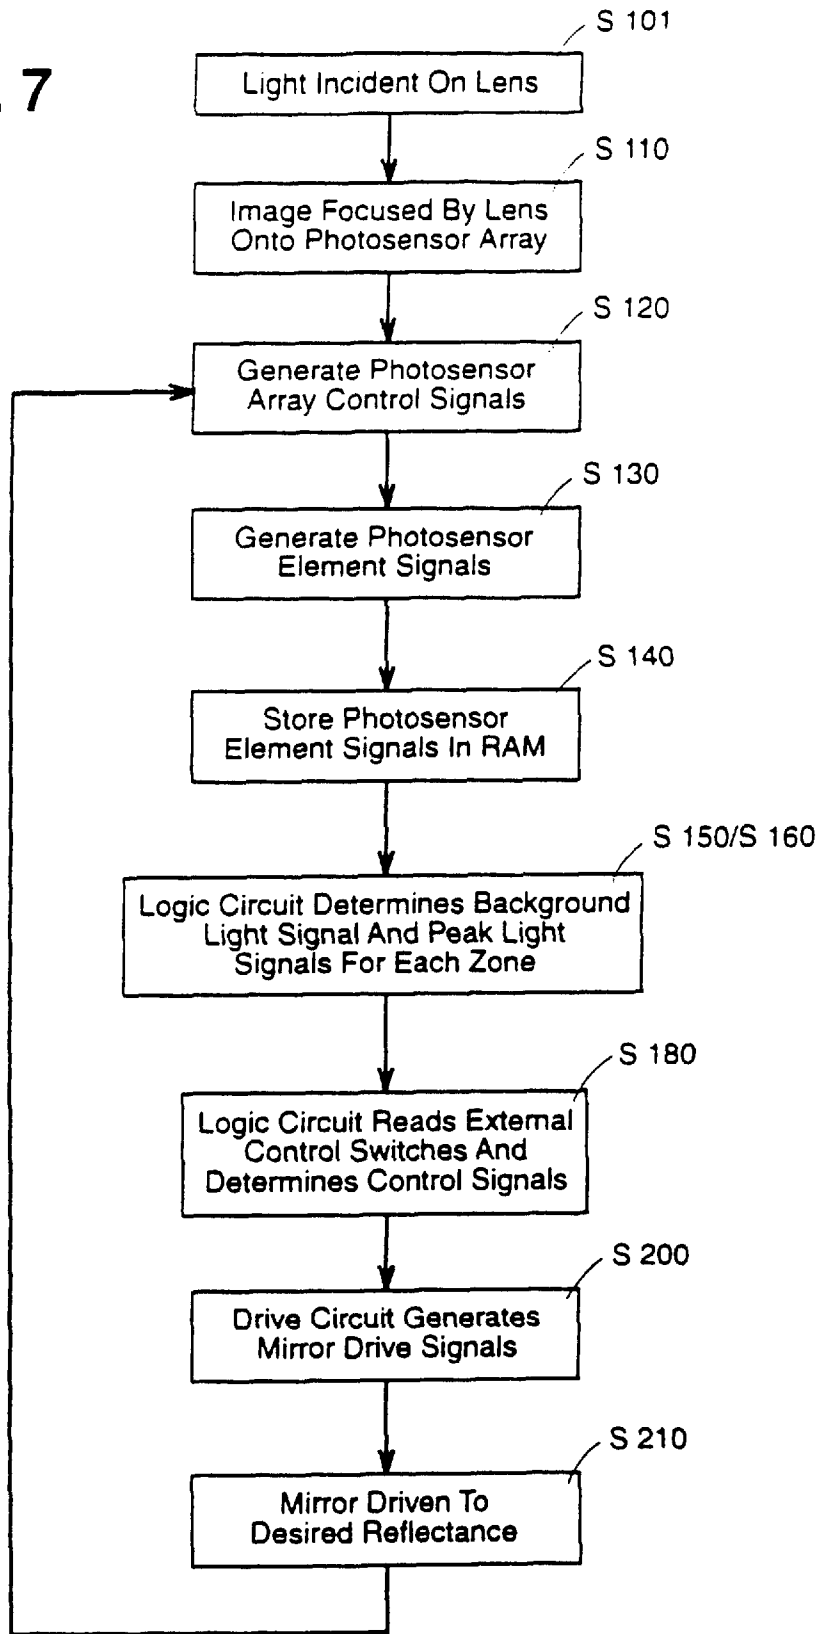 . 7
S 101
Light Incident On Lens
S 110
Image Focused By Lens
Onto Photosensor Array
S 120
Generate Photosensor
Array Control Signals
S 130
Generate Photosensor
Element Signals
S 140
Store Photosensor
Element Signals In RAM
S 150/S 160
Logic Circuit Determines Background
Light Signal And Peak Light
Signals For Each Zone
S 180
Logic Circuit Reads External
Control Switches And
Determines Control Signals
S 200
Drive Circuit Generates
Mirror Drive Signals
S 210
Mirror Driven To
Desired Reflectance